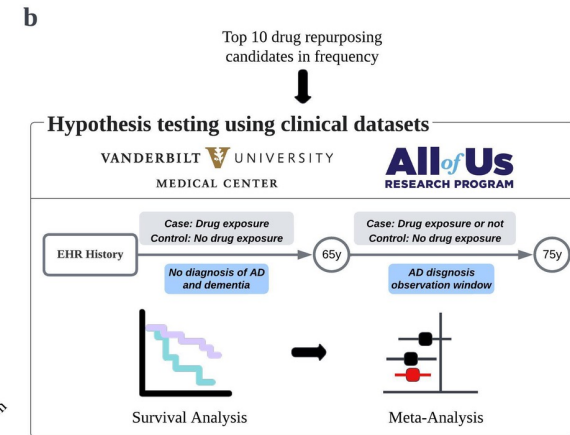 b
Top 10 drug repurposing
candidates in frequency
Hypothesis testing using clinical datasets
VANDERBILT V UNIVERSITY
MEDICAL CENTER
All of Us
RESEARCH PROGRAM
Case: Drug exposure
Control: No drug exposure
Case: Drug exposure or not
Control: No drug exposure
EHR History
65y
75y
No diagnosis of AD
and dementia
AD disgnosis
observation window
Survival Analysis
Meta-Analysis